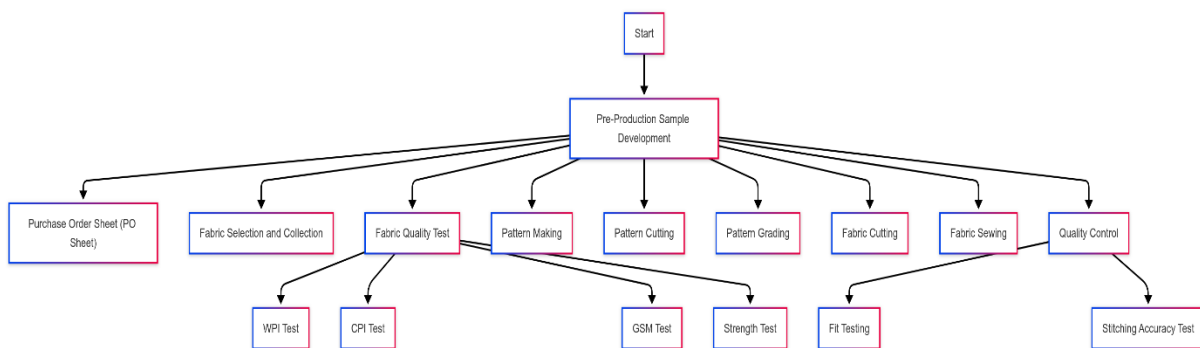 Start
Pre-Production Sample
Development
Purchase Order Sheet (PO
Sheet)
Fabric Selection and Collection
Fabric Quality Test
Pattern Making
Pattern Cutting
Pattern Grading
Fabric Cutting
Fabric Sewing
Quality Control
WPI Test
CPI Test
GSM Test
Strength Test
Fit Testing
Stitching Accuracy Test